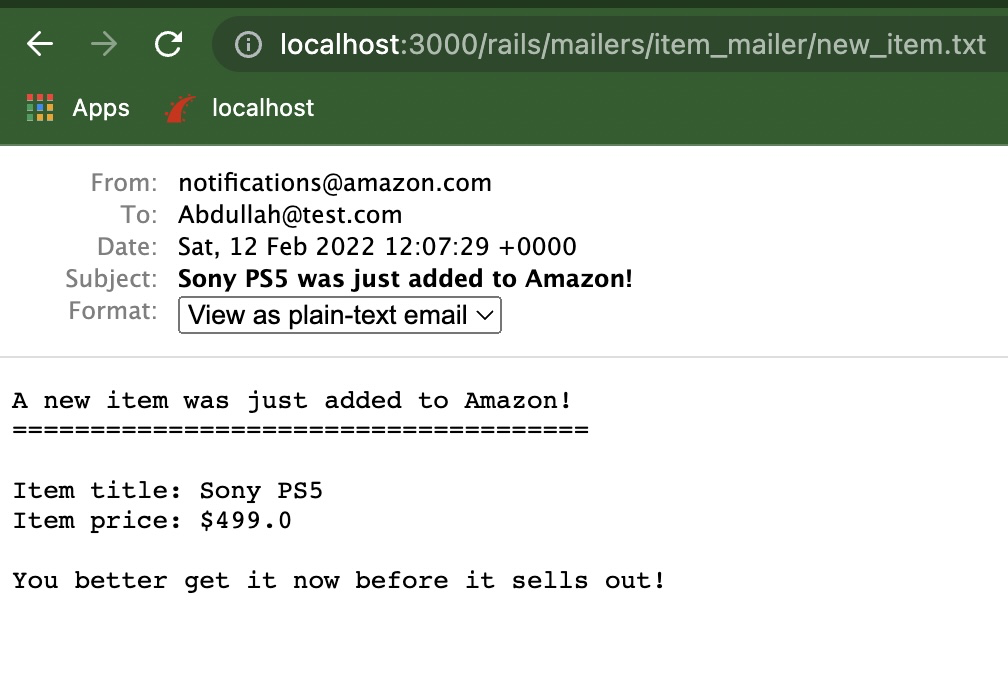 localhost:3000/rails/mailers/item_mailer/new_item.txt
Apps localhost
From: notifications@amazon.com
To: Abdullah@test.com
Date: Sat, 12 Feb 2022 12:07:29 +0000
Subject: Sony PS5 was just added to Amazon!
Format: View as plain-text email
A new item was just added to Amazon!
=====================================
Item title: Sony PS5
Item price: $499.0
You better get it now before it sells out!